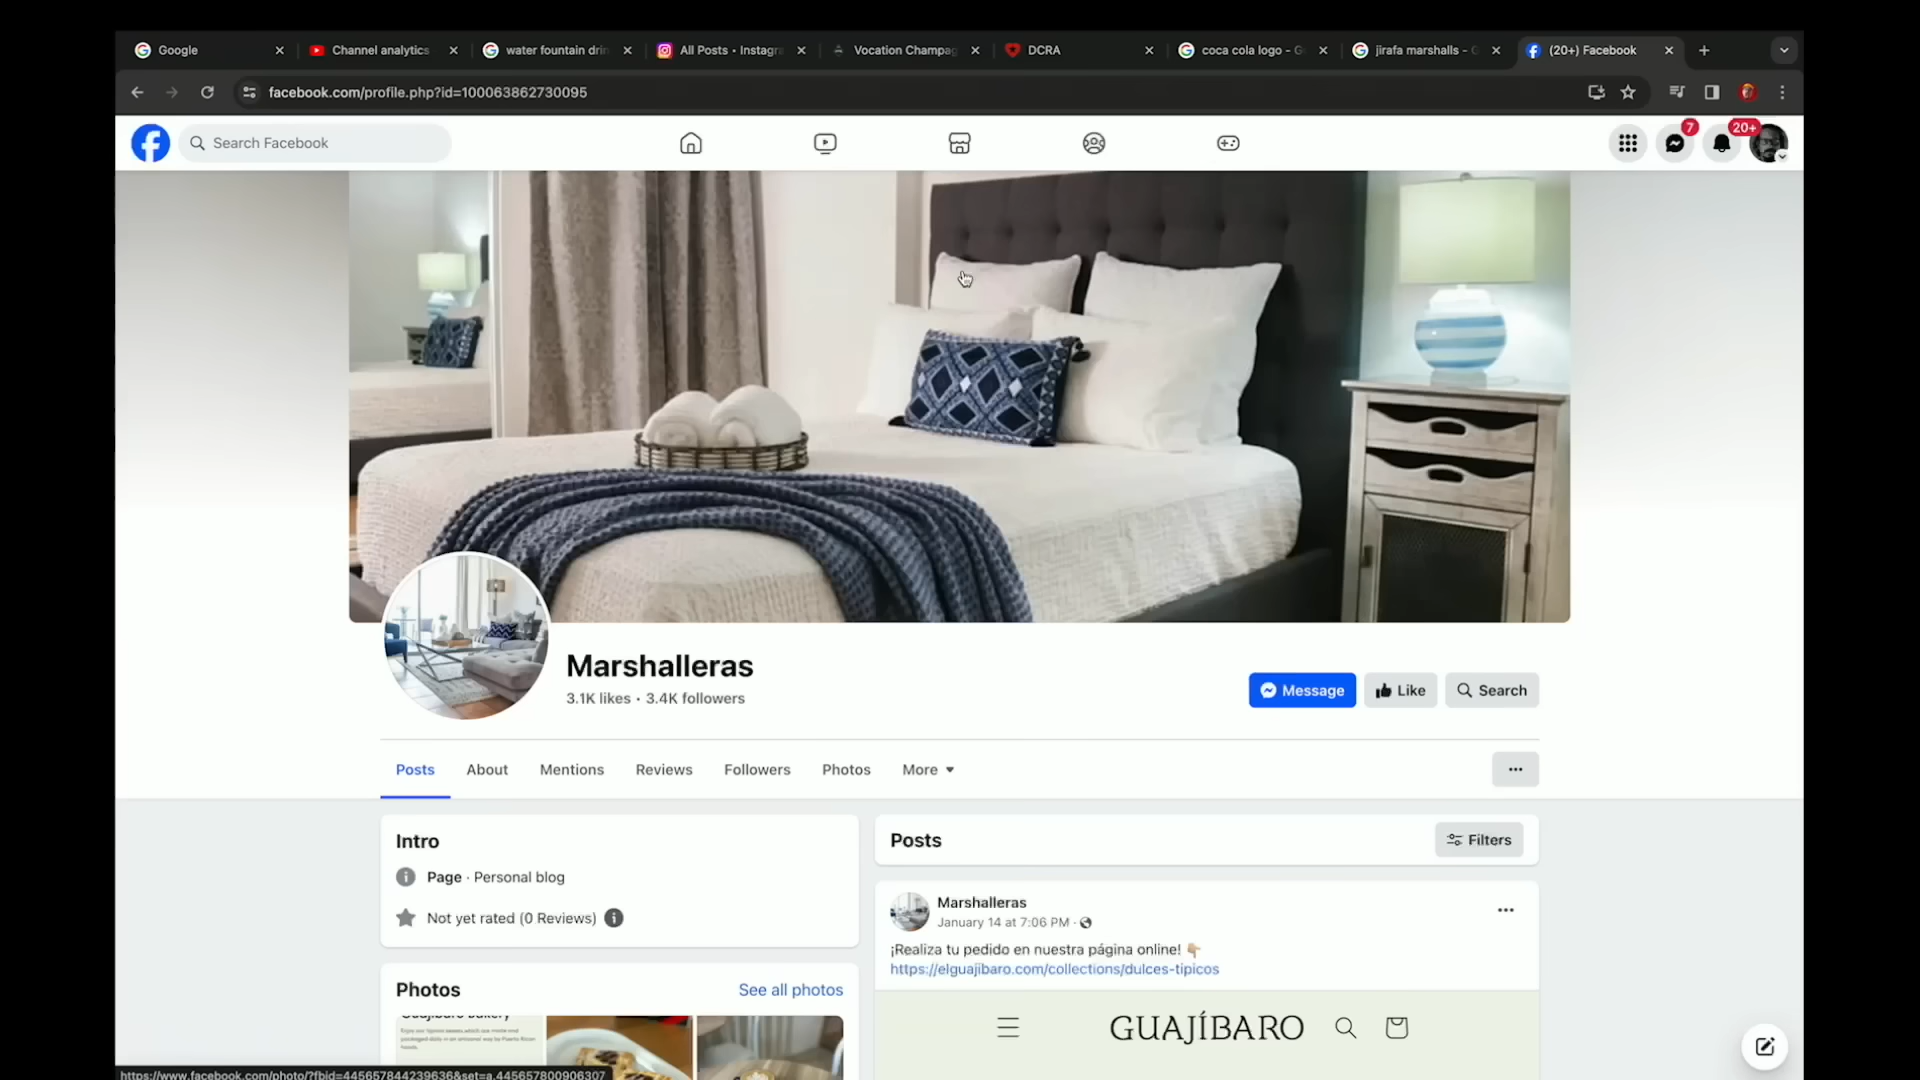 Google
Channel analytics
water fountain drin
All Posts • Instagra
Vocation Champag
DCRA
coca cola logo - G
jirafa marshalls - G
(20+) Facebook
facebook.com/profile.php?id=100063862730095
Search Facebook
7
20+
Marshalleras
3.1K likes • 3.4K followers
Message
Like
Search
Posts
About
Mentions
Reviews
Followers
Photos
More
Intro
Page · Personal blog
Not yet rated (0 Reviews)
Photos
See all photos
Guajibaro bakery
Posts
Filters
Marshalleras
January 14 at 7:06 PM ·
¡Realiza tu pedido en nuestra página online! 👇🏼
https://elguajibaro.com/collections/dulces-tipicos
GUAJÍBARO
https://www.facebook.com/photo/?fbid=445657844239636&set=a.445657800906307